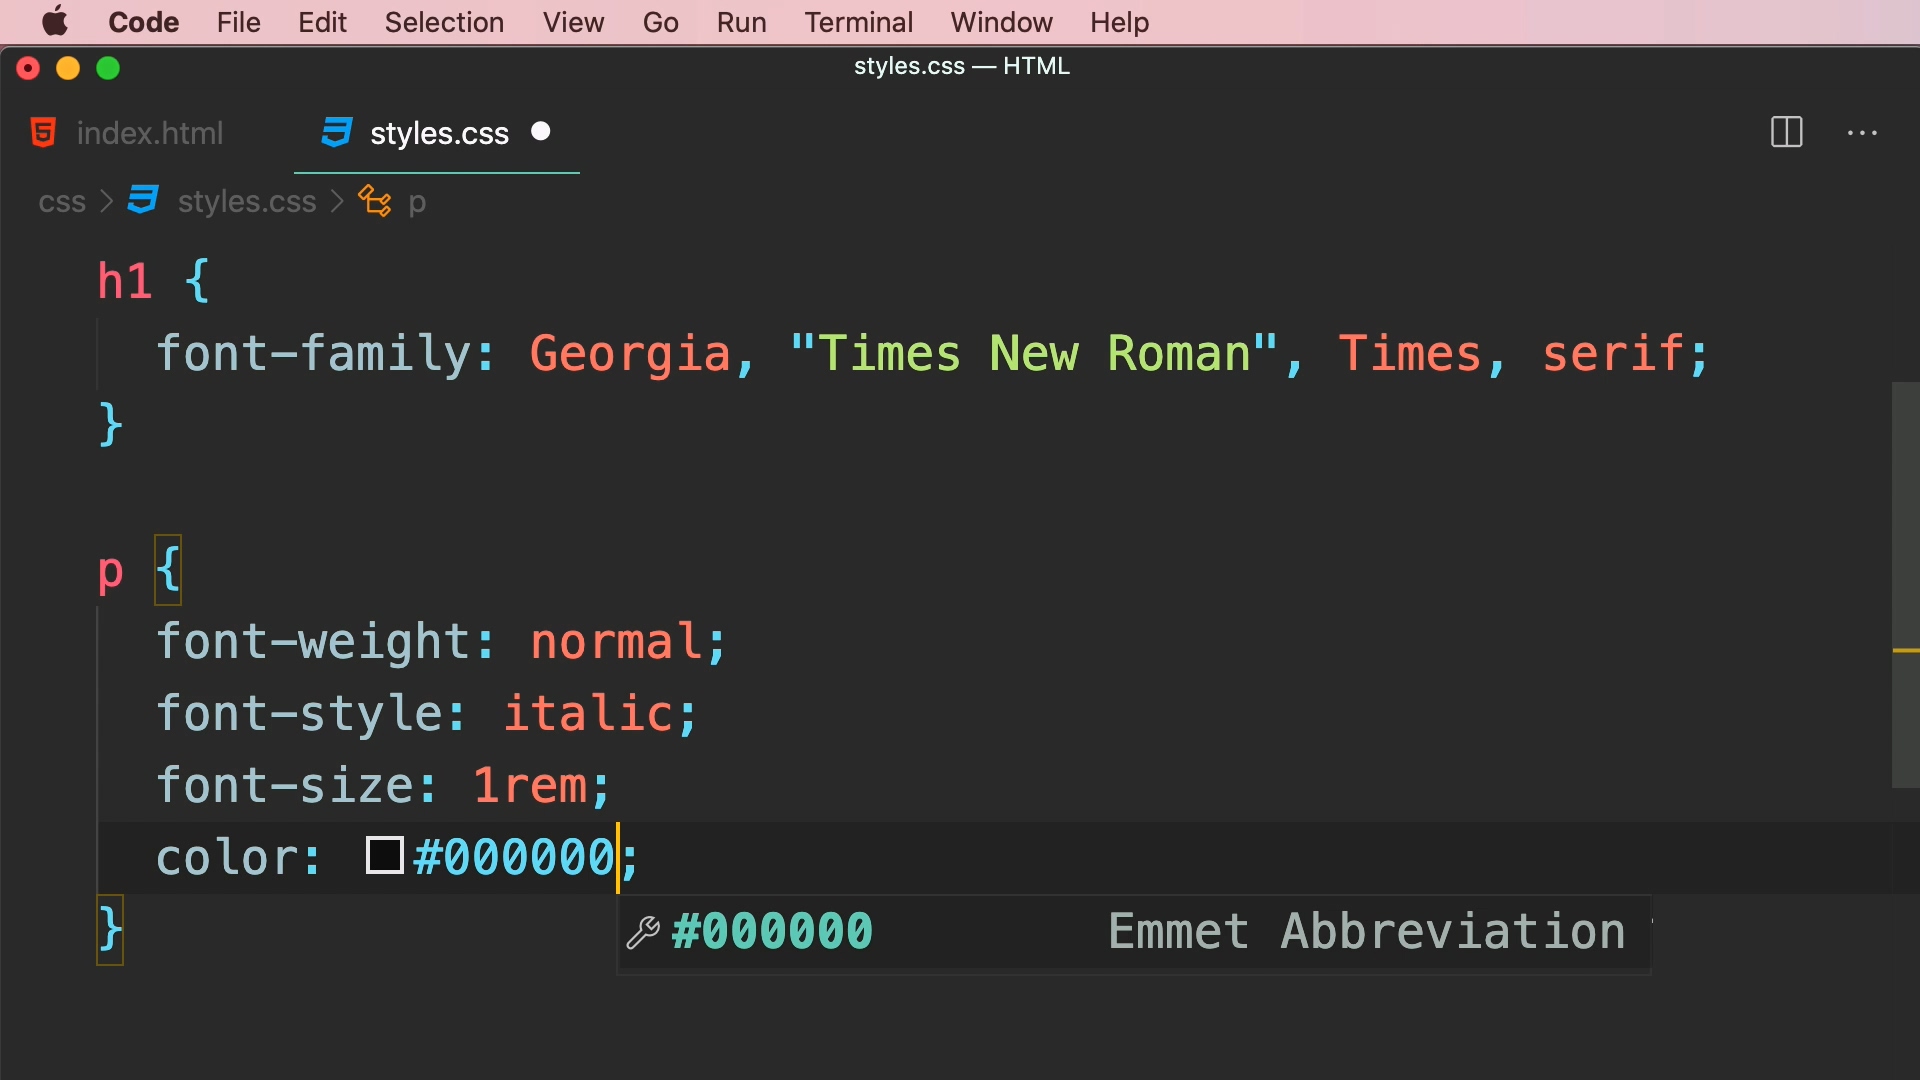 Code File Edit Selection View Go Run Terminal Window Help
styles.css — HTML
index.html styles.css
css > styles.css > p
h1 {
font-family: Georgia, "Times New Roman", Times, serif;
}
p {
font-weight: normal;
font-style: italic;
font-size: 1rem;
color: #000000;
}
#000000 Emmet Abbreviation